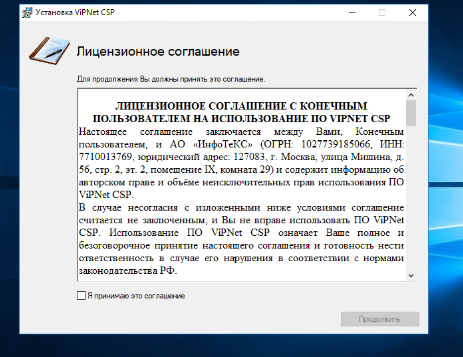 Установка ViPNet CSP
Лицензионное соглашение
Для продолжения Вы должны принять это соглашение.
ЛИЦЕНЗИОННОЕ СОГЛАШЕНИЕ С КОНЕЧНЫМ
ПОЛЬЗОВАТЕЛЕМ НА ИСПОЛЬЗОВАНИЕ ПО VIPNET CSP
Настоящее соглашение заключается между Вами, Конечным
пользователем, и АО «ИнфоТеКС» (ОГРН: 1027739185066, ИНН:
7710013769, юридический адрес: 127083, г. Москва, улица Мишина, д.
56, стр. 2, эт. 2, помещение IX, комната 29) и содержит информацию об
авторском праве и объёме неисключительных прав использования ПО
ViPNet CSP.
В случае несогласия с изложенными ниже условиями соглашение
считается не заключенным, и Вы не вправе использовать ПО ViPNet
CSP. Использование ПО ViPNet CSP означает Ваше полное и
безоговорочное принятие настоящего соглашения и готовность нести
ответственность в случае его нарушения в соответствии с нормами
законодательства РФ.
Я принимаю это соглашение
Продолжить